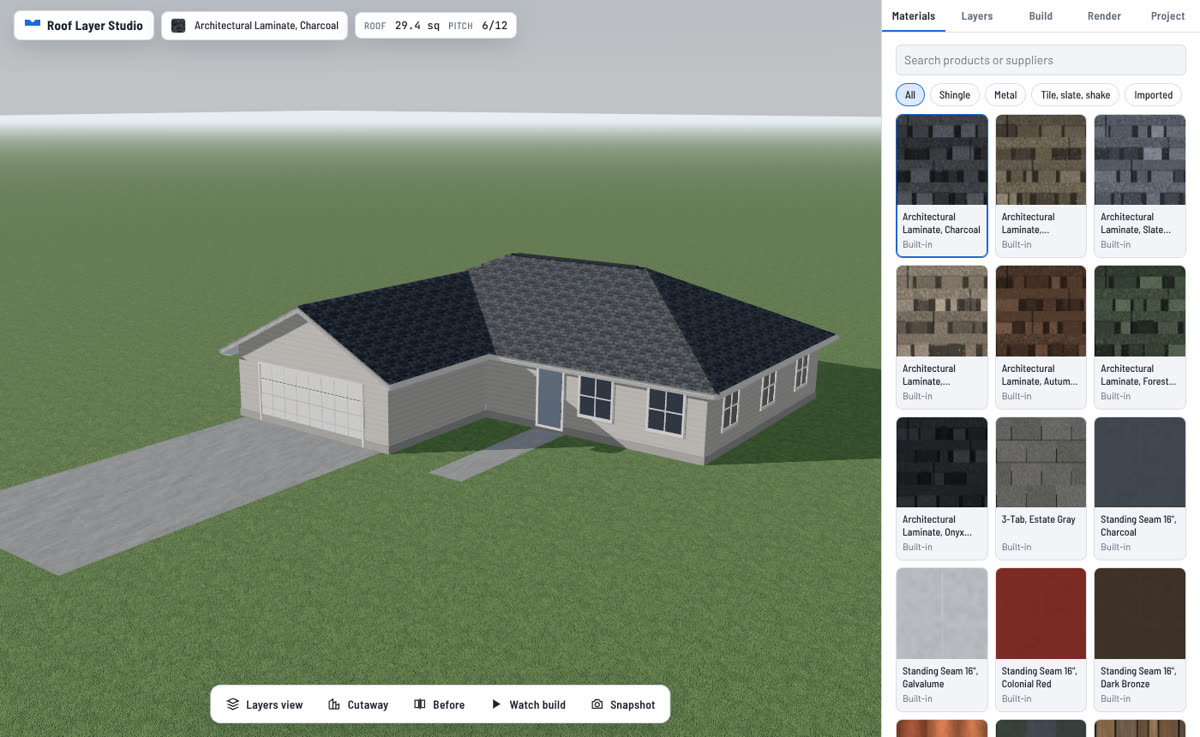 Roof Layer Studio
Architectural Laminate, Charcoal
ROOF 29.4 sq PITCH 6/12
Materials
Layers
Build
Render
Project
Search products or suppliers
All
Shingle
Metal
Tile, slate, shake
Imported
Architectural
Laminate, Charcoal
Built-in
Architectural
Laminate,...
Built-in
Architectural
Laminate, Slate...
Built-in
Architectural
Laminate,...
Built-in
Architectural
Laminate, Autum...
Built-in
Architectural
Laminate, Forest...
Built-in
Architectural
Laminate, Onyx...
Built-in
3-Tab, Estate Gray
Built-in
Standing Seam 16",
Charcoal
Built-in
Standing Seam 16",
Galvalume
Built-in
Standing Seam 16",
Colonial Red
Built-in
Standing Seam 16",
Dark Bronze
Built-in
Layers view
Cutaway
Before
Watch build
Snapshot